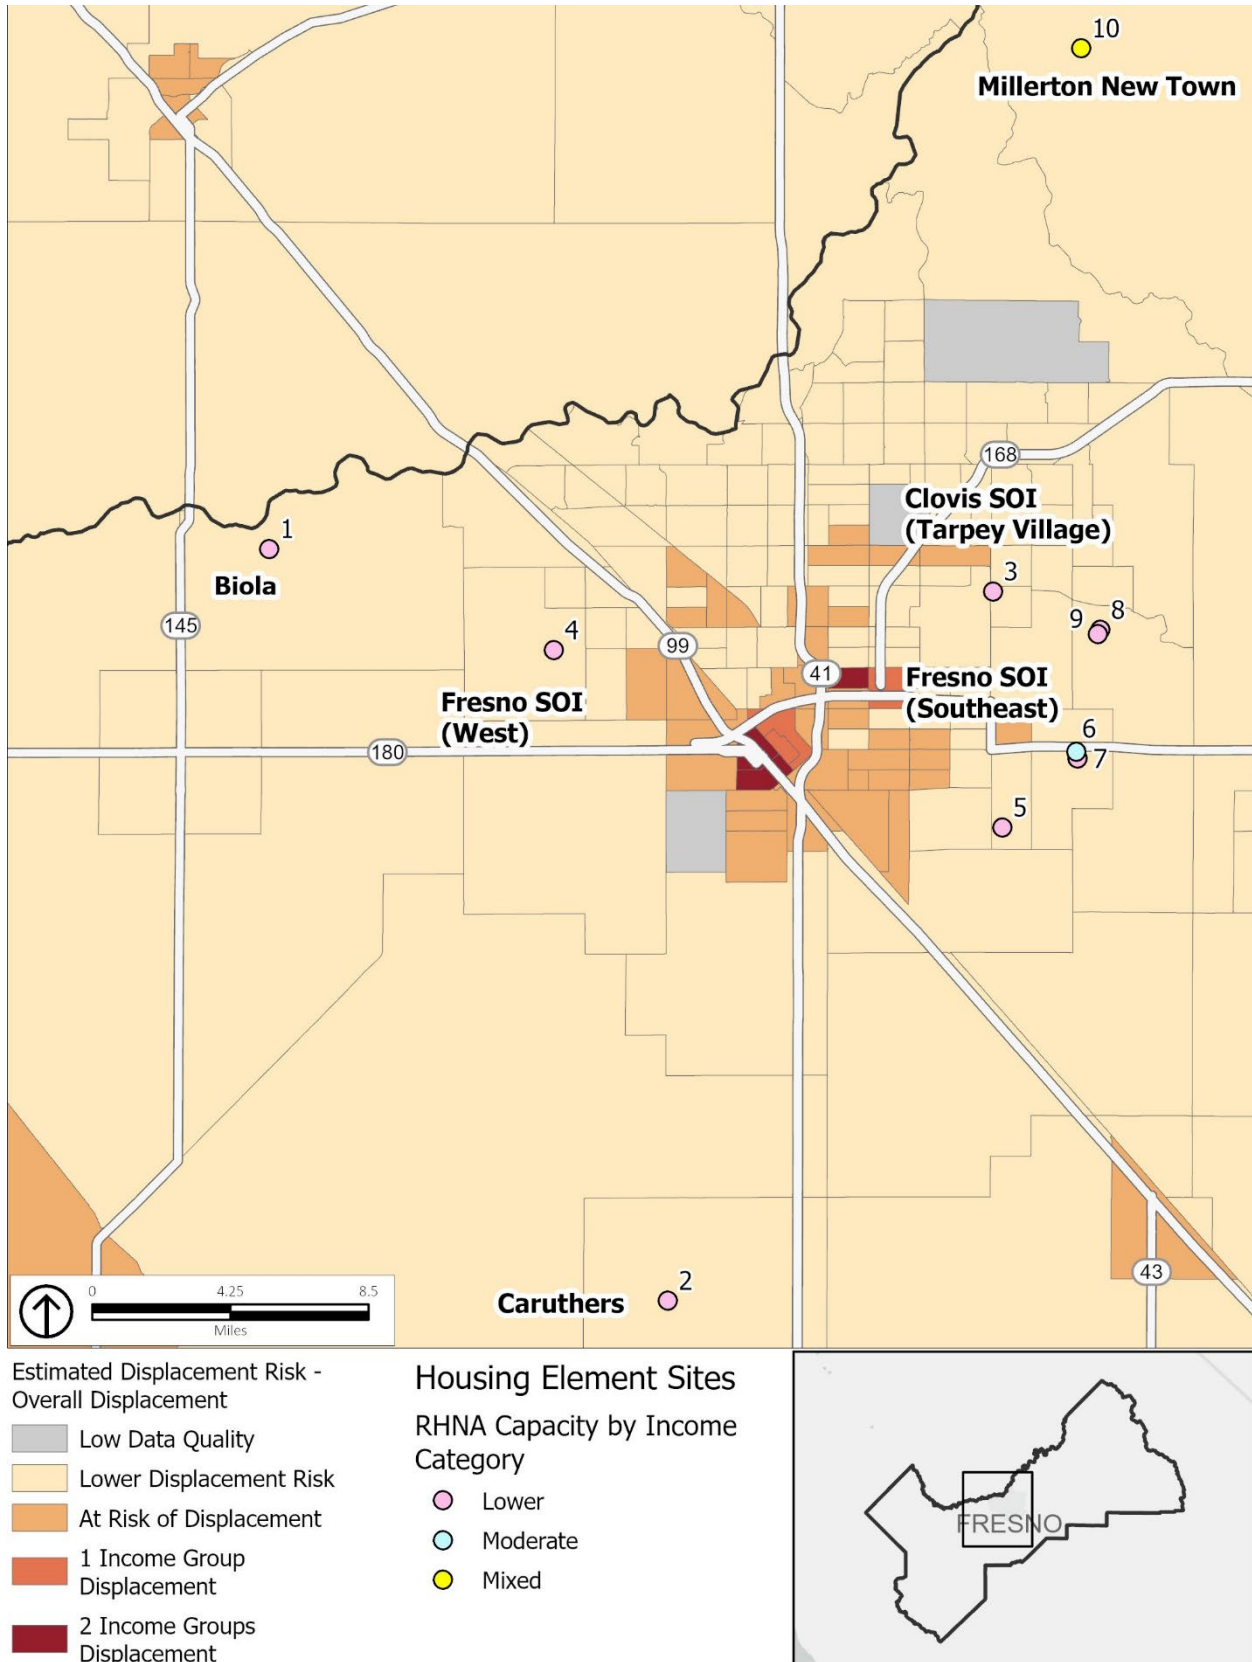 10
Millerton New Town
168
Clovis SOI
(Tarpey Village)
1
Biola
3
145
8
9
4
99
41
Fresno SOI
(West)
Fresno SOI
(Southeast)
180
6
7
5
2
Caruthers
43
0
4.25
8.5
Miles
Estimated Displacement Risk -
Overall Displacement
Low Data Quality
Lower Displacement Risk
At Risk of Displacement
1 Income Group
Displacement
2 Income Groups
Displacement
Housing Element Sites
RHNA Capacity by Income
Category
Lower
Moderate
Mixed
FRESNO